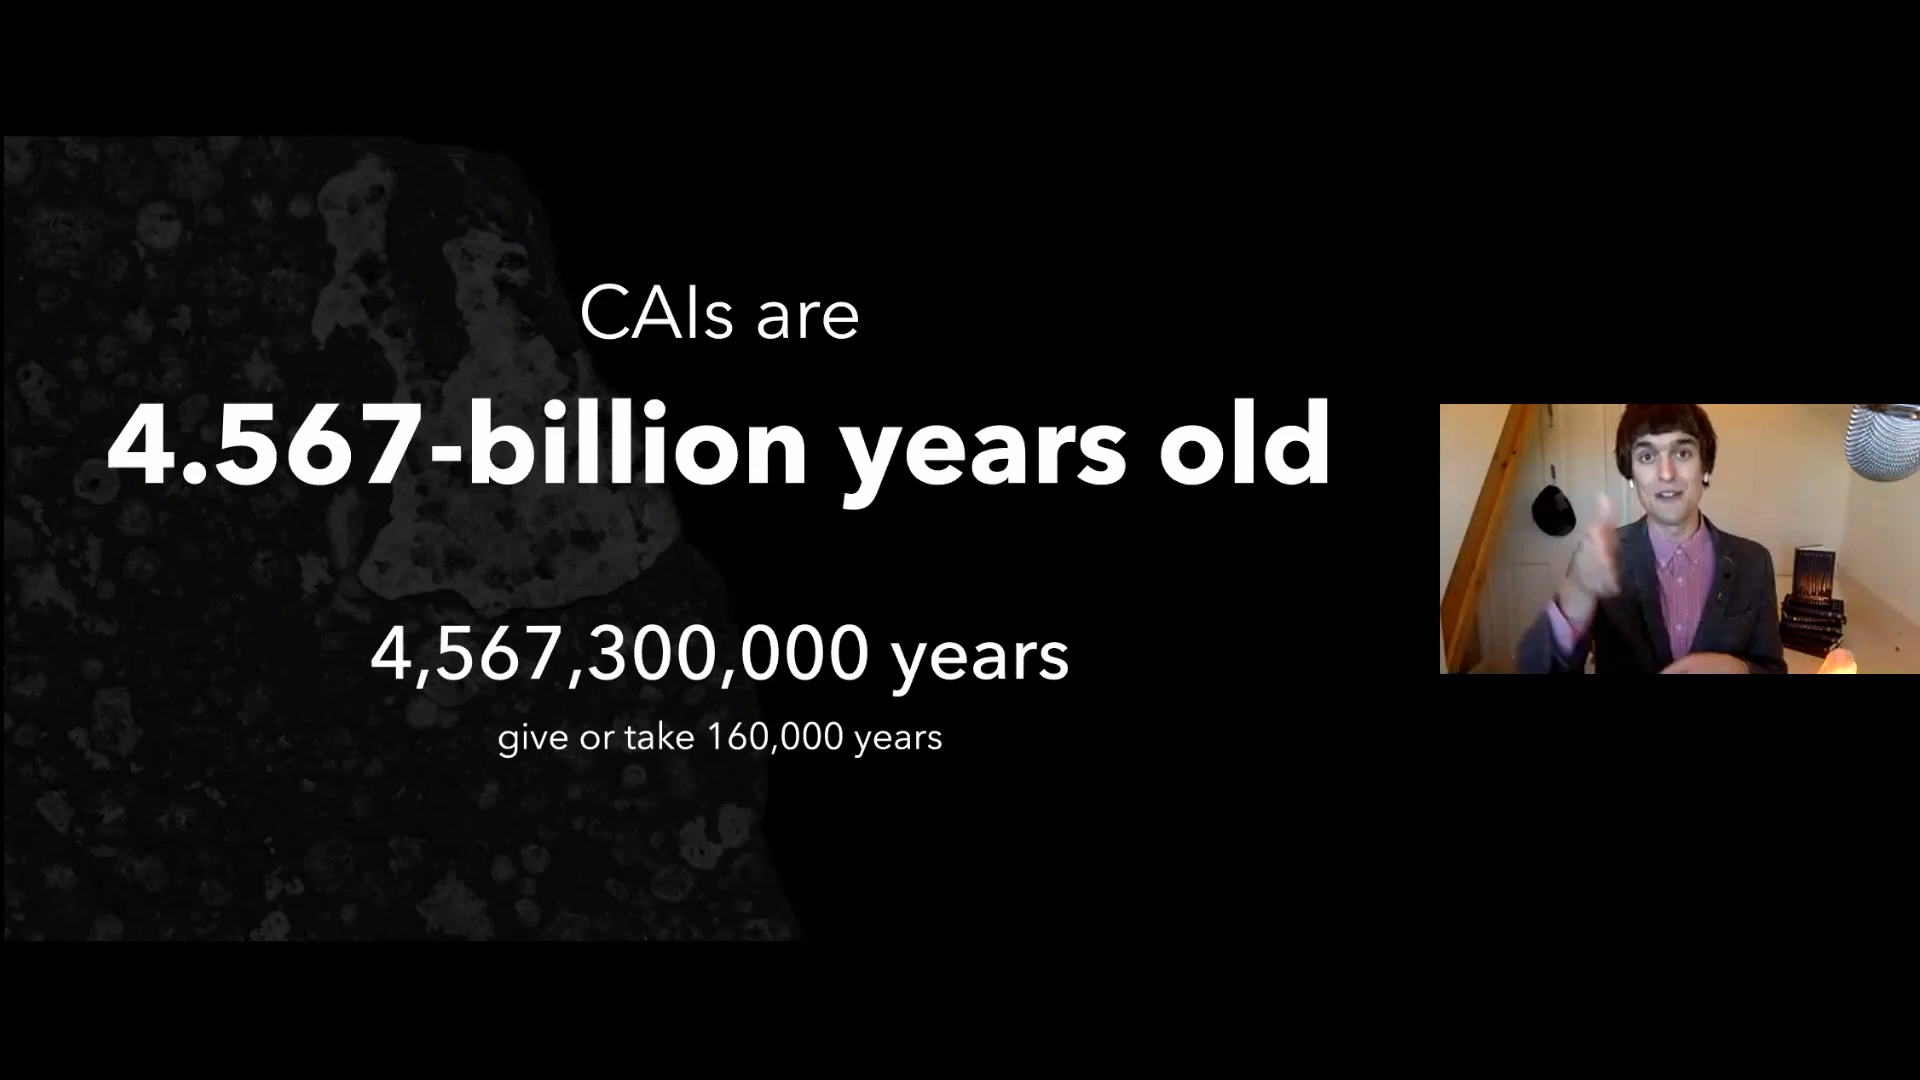 CAIs are
4.567-billion years old
4,567,300,000 years
give or take 160,000 years